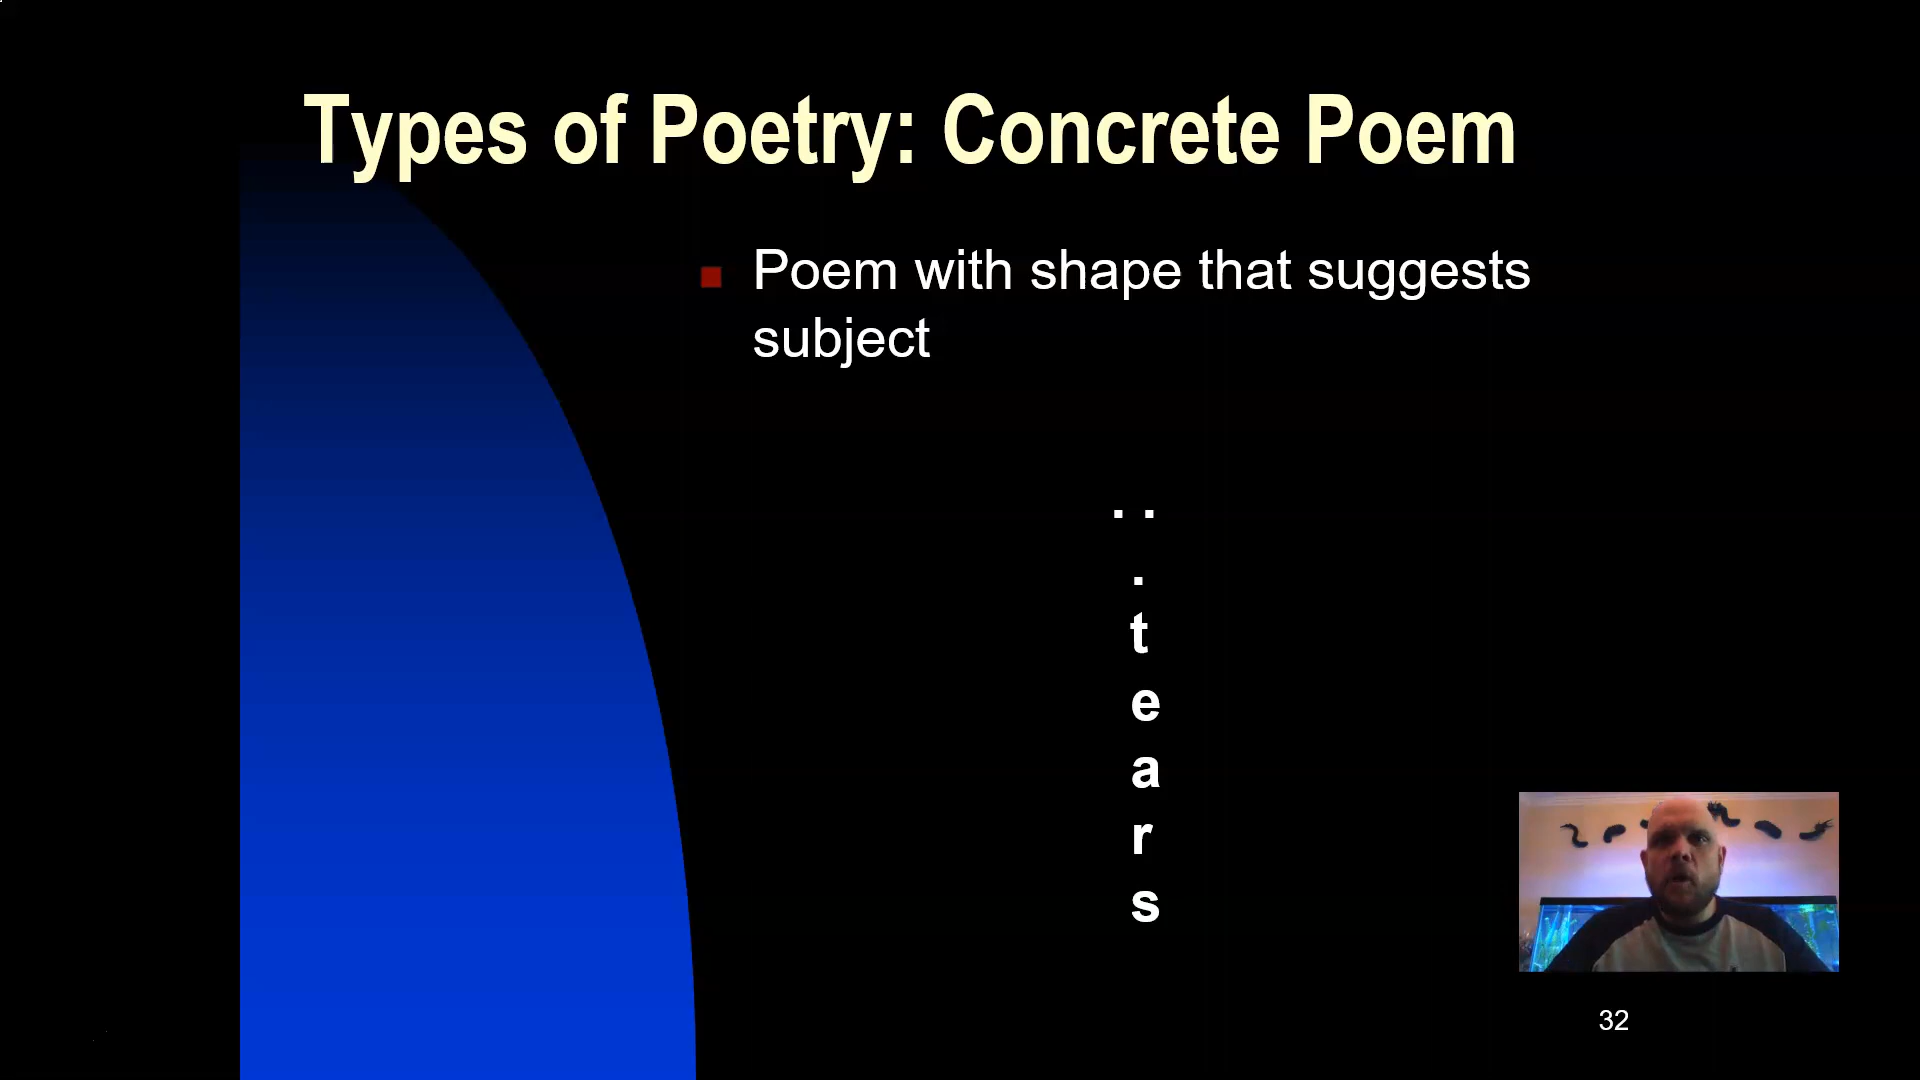 Types of Poetry: Concrete Poem
Poem with shape that suggests
subject
. .
.
t
e
a
r
s
32